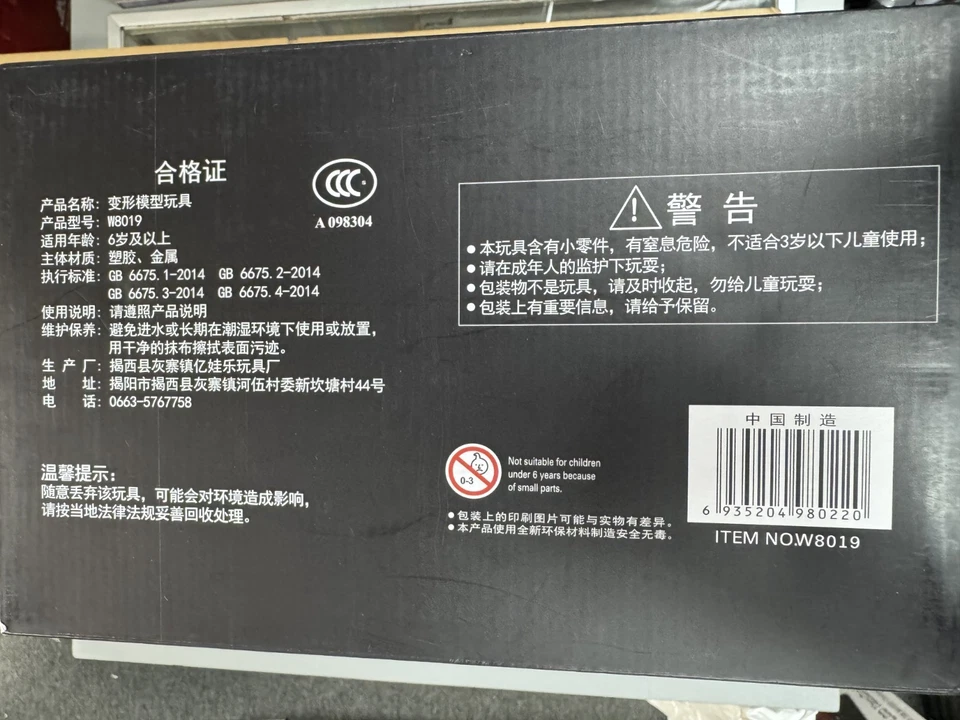 合格证
CCC S
A 098304
产品名称：变形模型玩具
产品型号：W8019
适用年龄：6岁及以上
主体材质：塑胶、金属
执行标准：GB 6675.1-2014 GB 6675.2-2014
GB 6675.3-2014 GB 6675.4-2014
使用说明：请遵照产品说明
维护保养：避免进水或长期在潮湿环境下使用或放置，
用干净的抹布擦拭表面污迹。
生产厂：揭西县灰寨镇亿娃乐玩具厂
地址：揭阳市揭西县灰寨镇河伍村委新坎塘村44号
电话：0663-5767758
温馨提示：
随意丢弃该玩具，可能会对环境造成影响，
请按当地法律法规妥善回收处理。
警告
●本玩具含有小零件，有窒息危险，不适合3岁以下儿童使用；
●请在成年人的监护下玩耍；
●包装物不是玩具，请及时收起，勿给儿童玩耍；
●包装上有重要信息，请给予保留。
0-3
Not suitable for children
under 6 years because
of small parts.
●包装上的印刷图片可能与实物有差异。
●本产品使用全新环保材料制造安全无毒。
中国制造
6 935204 980220
ITEM NO.W8019